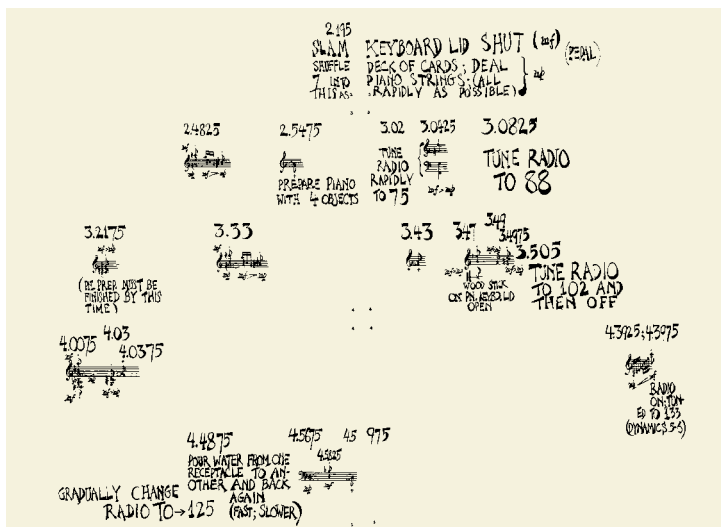 2.195
SLAM KEYBOARD LID SHUT (mf) (PEDAL)
SHUFFLE DECK OF CARDS; DEAL
7 INTO PIANO STRINGS; (ALL
THIS AS RAPIDLY AS POSSIBLE) mp
2.4825 2.5475 3.02 3.0425 3.0825
TUNE
RADIO
RAPIDLY
TO 75
TUNE RADIO
TO 88
PREPARE PIANO
WITH 4 OBJECTS
3.2175 3.33 3.43 3.47 3.49
3.4975
3.505
(PN. PREP. MUST BE
FINISHED BY THIS
TIME)
WOOD STICK
ON PN. KEYBD. LID
OPEN
TUNE RADIO
TO 102 AND
THEN OFF
4.0075 4.03
4.0375
4.3925; 4.3975
RADIO
ON; TUN-
ED TO 133
(DYNAMICS 5-5)
4.4875 4.5675 45 975
4.5825
POUR WATER FROM ONE
RECEPTACLE TO AN-
OTHER AND BACK
AGAIN
(FAST; SLOWER)
GRADUALLY CHANGE
RADIO TO→125